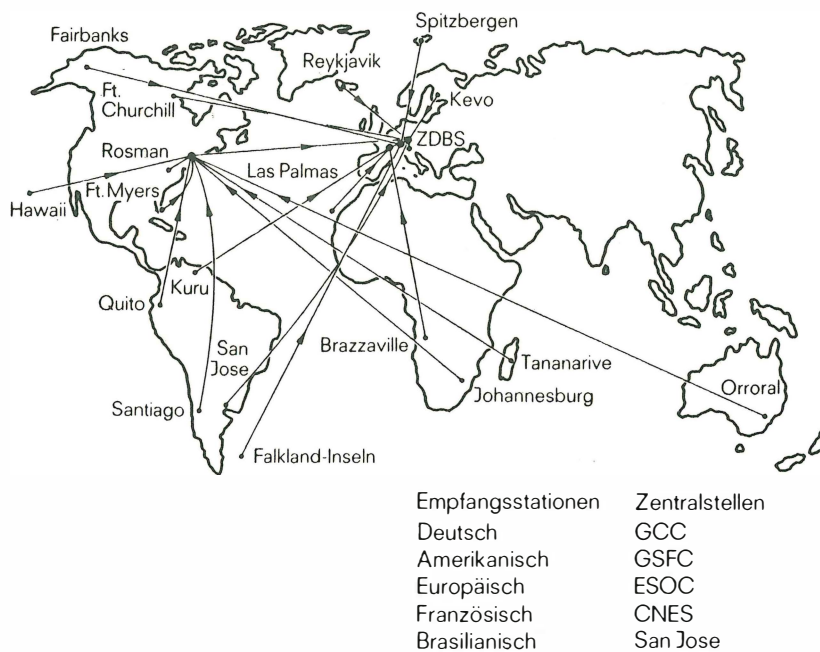 Spitzbergen
Fairbanks
Reykjavik
Ft.
Churchill
Kevo
ZDBS
Rosman
Las Palmas
Ft. Myers
Hawaii
Kuru
Quito
San
Jose
Brazzaville
Tananarive
Johannesburg
Orroral
Santiago
Falkland-Inseln
Empfangsstationen Zentralstellen
Deutsch GCC
Amerikanisch GSFC
Europäisch ESOC
Französisch CNES
Brasilianisch San Jose